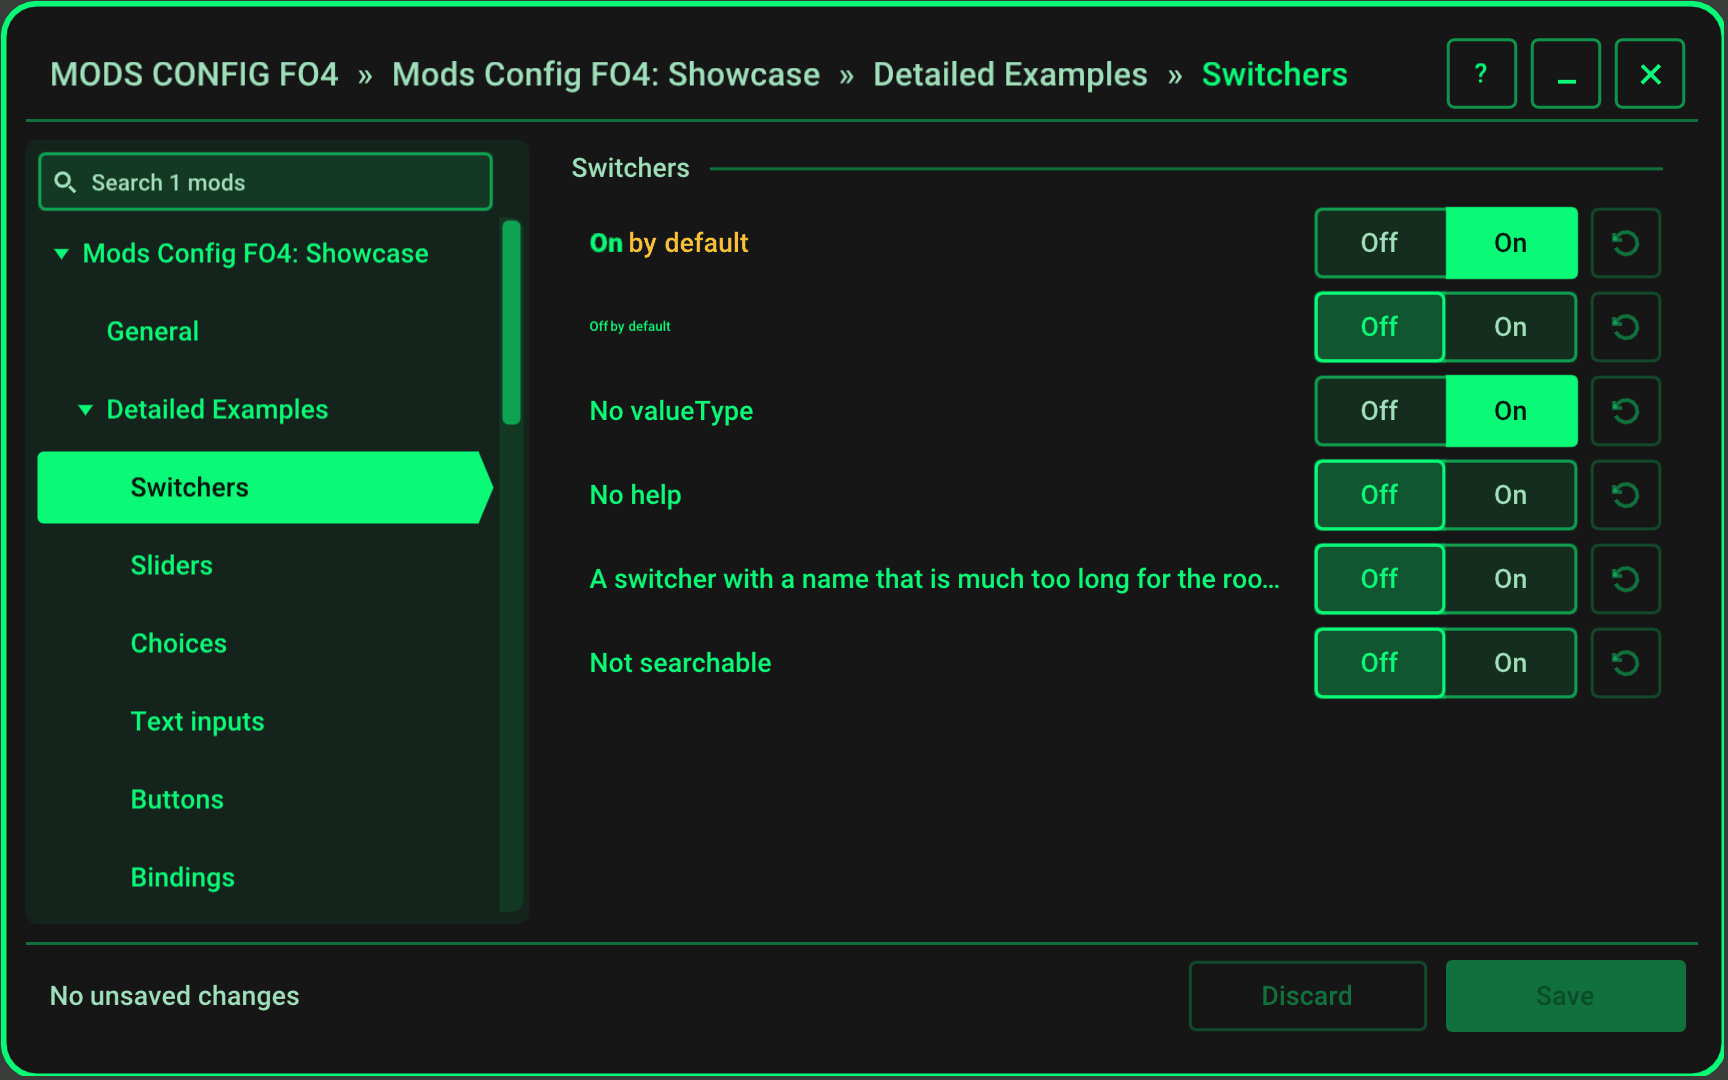 MODS CONFIG FO4 » Mods Config FO4: Showcase » Detailed Examples » Switchers
?
Search 1 mods
Mods Config FO4: Showcase
General
Detailed Examples
Switchers
Sliders
Choices
Text inputs
Buttons
Bindings
Switchers
On by default Off On
Off by default Off On
No valueType Off On
No help Off On
A switcher with a name that is much too long for the roo... Off On
Not searchable Off On
No unsaved changes
Discard
Save